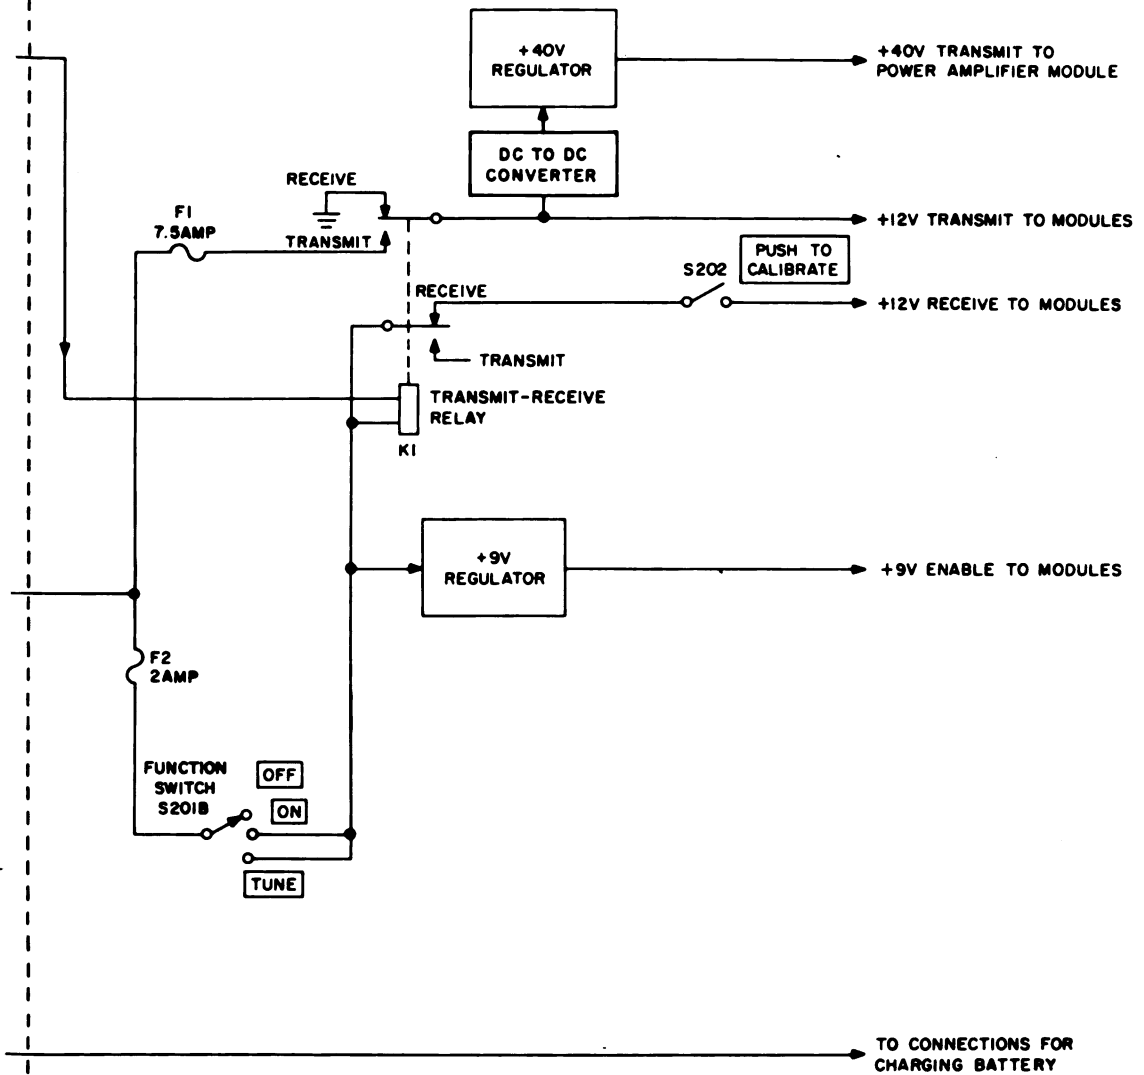 +40V
REGULATOR
+40V TRANSMIT TO
POWER AMPLIFIER MODULE
DC TO DC
CONVERTER
RECEIVE
F1
7.5AMP
TRANSMIT
+12V TRANSMIT TO MODULES
PUSH TO
CALIBRATE
S202
RECEIVE
+12V RECEIVE TO MODULES
TRANSMIT
TRANSMIT-RECEIVE
RELAY
K1
+9V
REGULATOR
+9V ENABLE TO MODULES
F2
2AMP
FUNCTION
SWITCH
S201B
OFF
ON
TUNE
TO CONNECTIONS FOR
CHARGING BATTERY